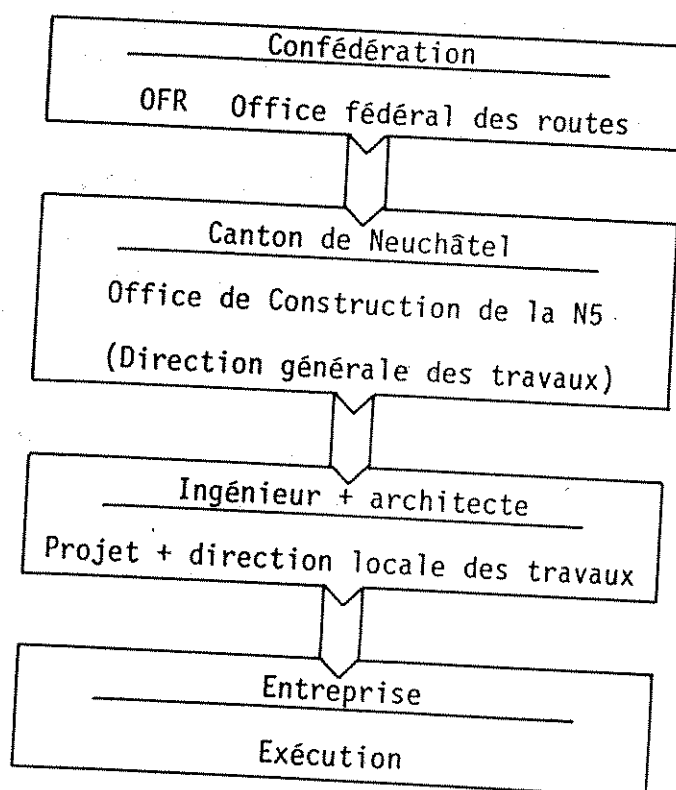 Confédération
OFR Office fédéral des routes
Canton de Neuchâtel
Office de Construction de la N5
(Direction générale des travaux)
Ingénieur + architecte
Projet + direction locale des travaux
Entreprise
Exécution